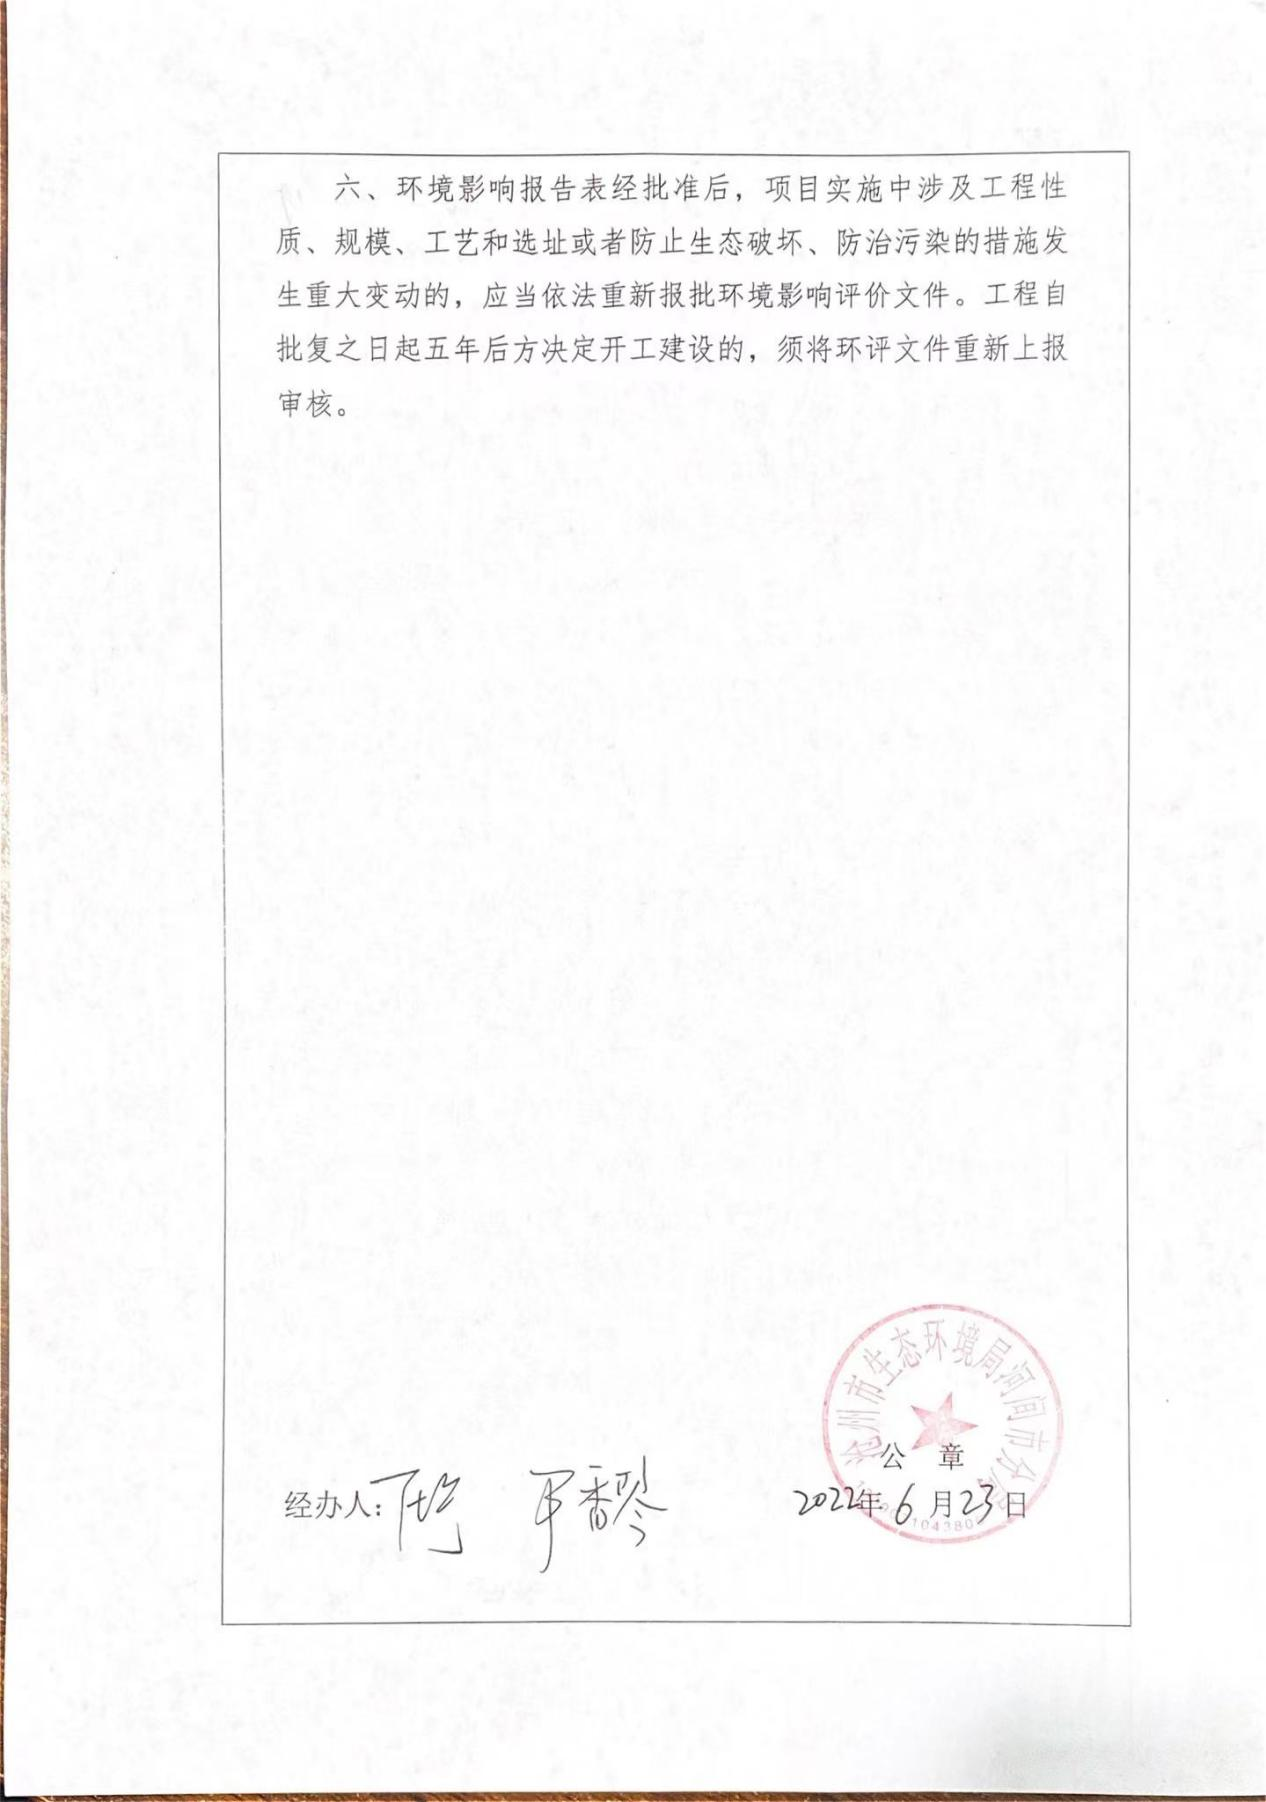 六、环境影响报告表经批准后，项目实施中涉及工程性
质、规模、工艺和选址或者防止生态破坏、防治污染的措施发
生重大变动的，应当依法重新报批环境影响评价文件。工程自
批复之日起五年后方决定开工建设的，须将环评文件重新上报
审核。
沧州市生态环境局河间市分局
公 章
经办人：
2022年6月23日